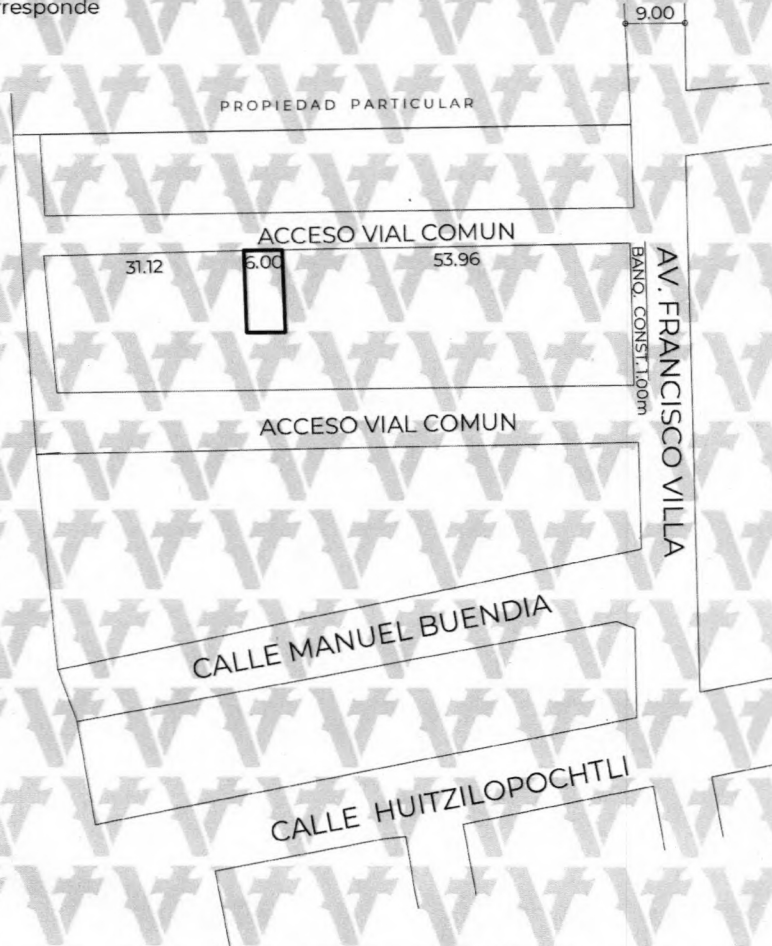 rresponde
9.00
PROPIEDAD PARTICULAR
ACCESO VIAL COMUN
31.12
6.00
53.96
BANQ. CONST. 1.00m
AV. FRANCISCO VILLA
ACCESO VIAL COMUN
CALLE MANUEL BUENDIA
CALLE HUITZILOPOCHTLI